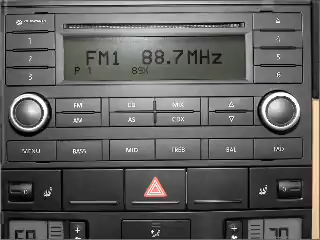 FM1 88.7MHz
P 1 89X
1 4
2 5
3 6
FM CD MIX
AM AS CDX
MENU BASS MID TREB BAL FAD